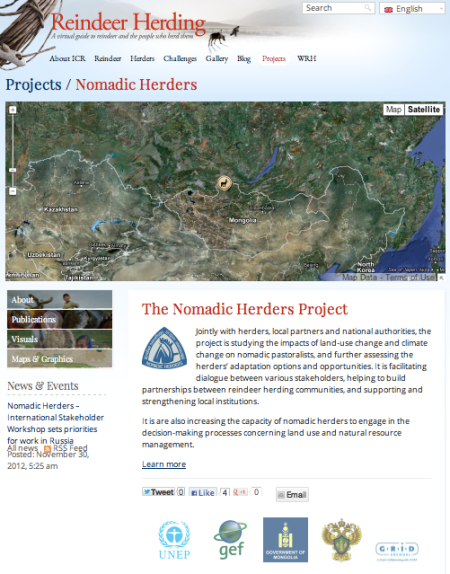 Search
English
Reindeer Herding
A virtual guide to reindeer and the people who herd them
About ICR Reindeer Herders Challenges Gallery Blog Projects WRH
Projects / Nomadic Herders
Map Satellite
Kazakhstan
Mongolia
Uzbekistan
Kyrgyzstan
Tajikistan
Beijing
North
Korea
Map Data - Terms of Use
About
Publications
Visuals
Maps & Graphics
News & Events
Nomadic Herders –
International Stakeholder
Workshop sets priorities
for work in Russia
All news RSS Feed
Posted: November 30,
2012, 5:25 am
The Nomadic Herders Project
Jointly with herders, local partners and national authorities, the
project is studying the impacts of land-use change and climate
change on nomadic pastoralists, and further assessing the
herders' adaptation options and opportunities. It is facilitating
dialogue between various stakeholders, helping to build
partnerships between reindeer herding communities, and supporting and
strengthening local institutions.
It is are also increasing the capacity of nomadic herders to engage in the
decision-making processes concerning land use and natural resource
management.
Learn more
Tweet 0 Like 4 +1 0 Email
UNEP
gef
GOVERNMENT OF
MONGOLIA
GRID